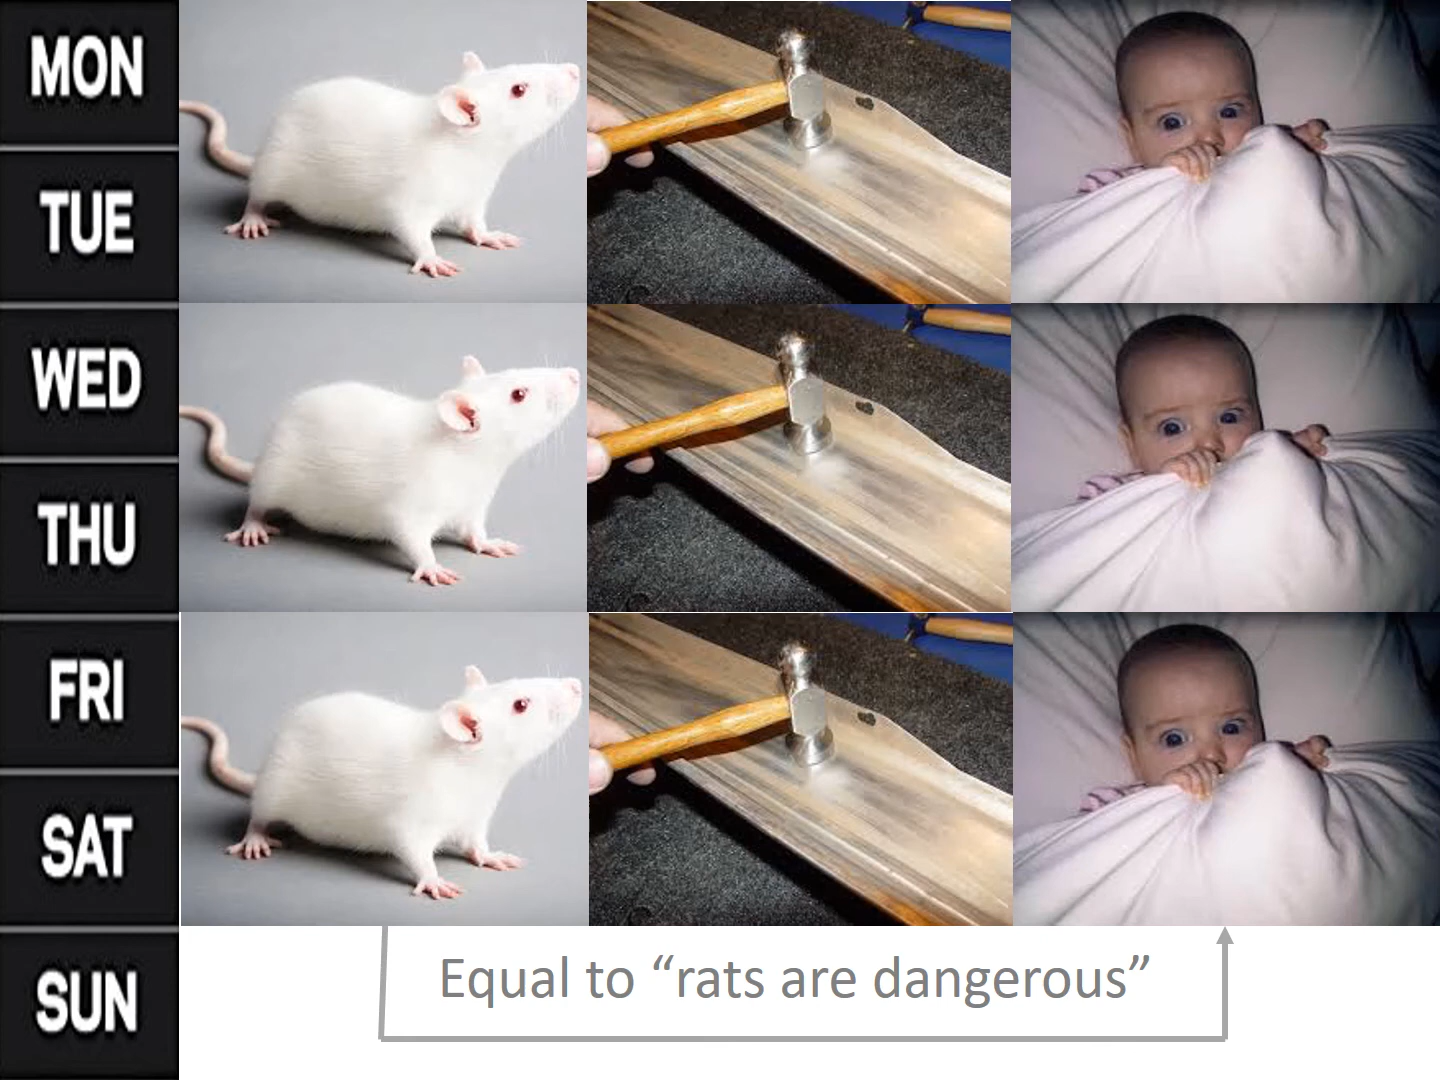 MON
TUE
WED
THU
FRI
SAT
SUN
Equal to “rats are dangerous”